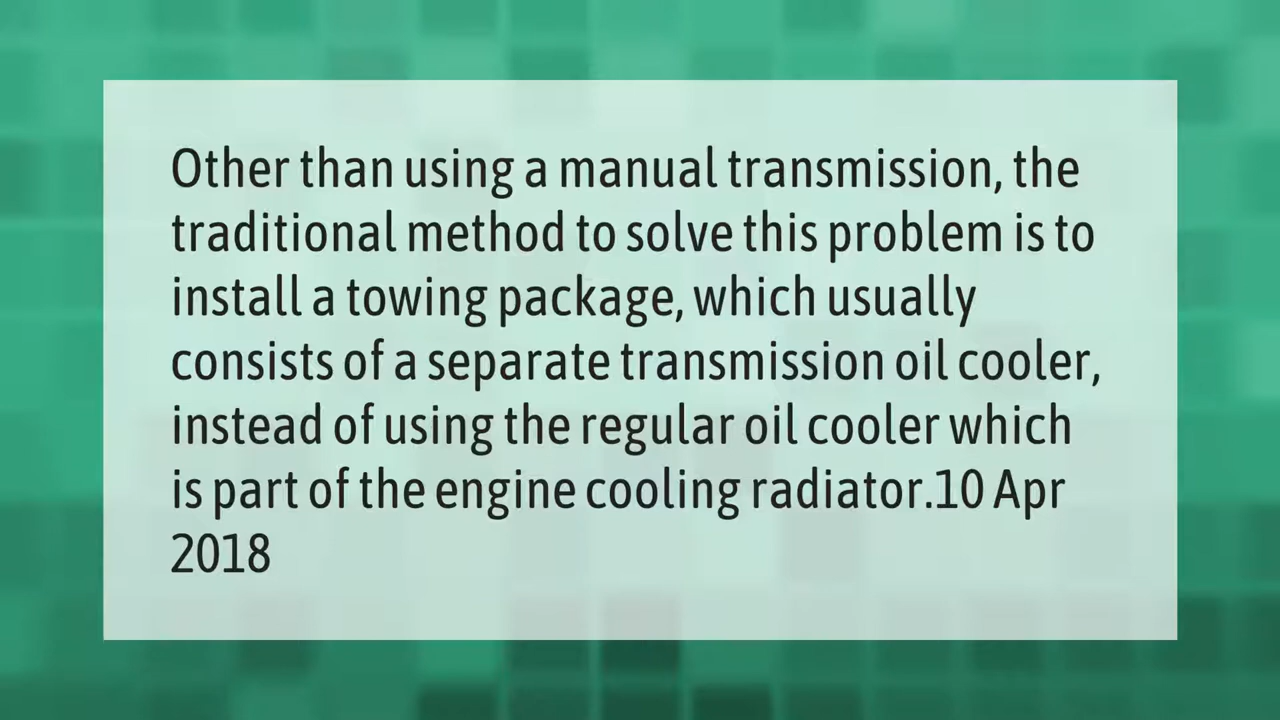 Other than using a manual transmission, the
traditional method to solve this problem is to
install a towing package, which usually
consists of a separate transmission oil cooler,
instead of using the regular oil cooler which
is part of the engine cooling radiator.10 Apr
2018